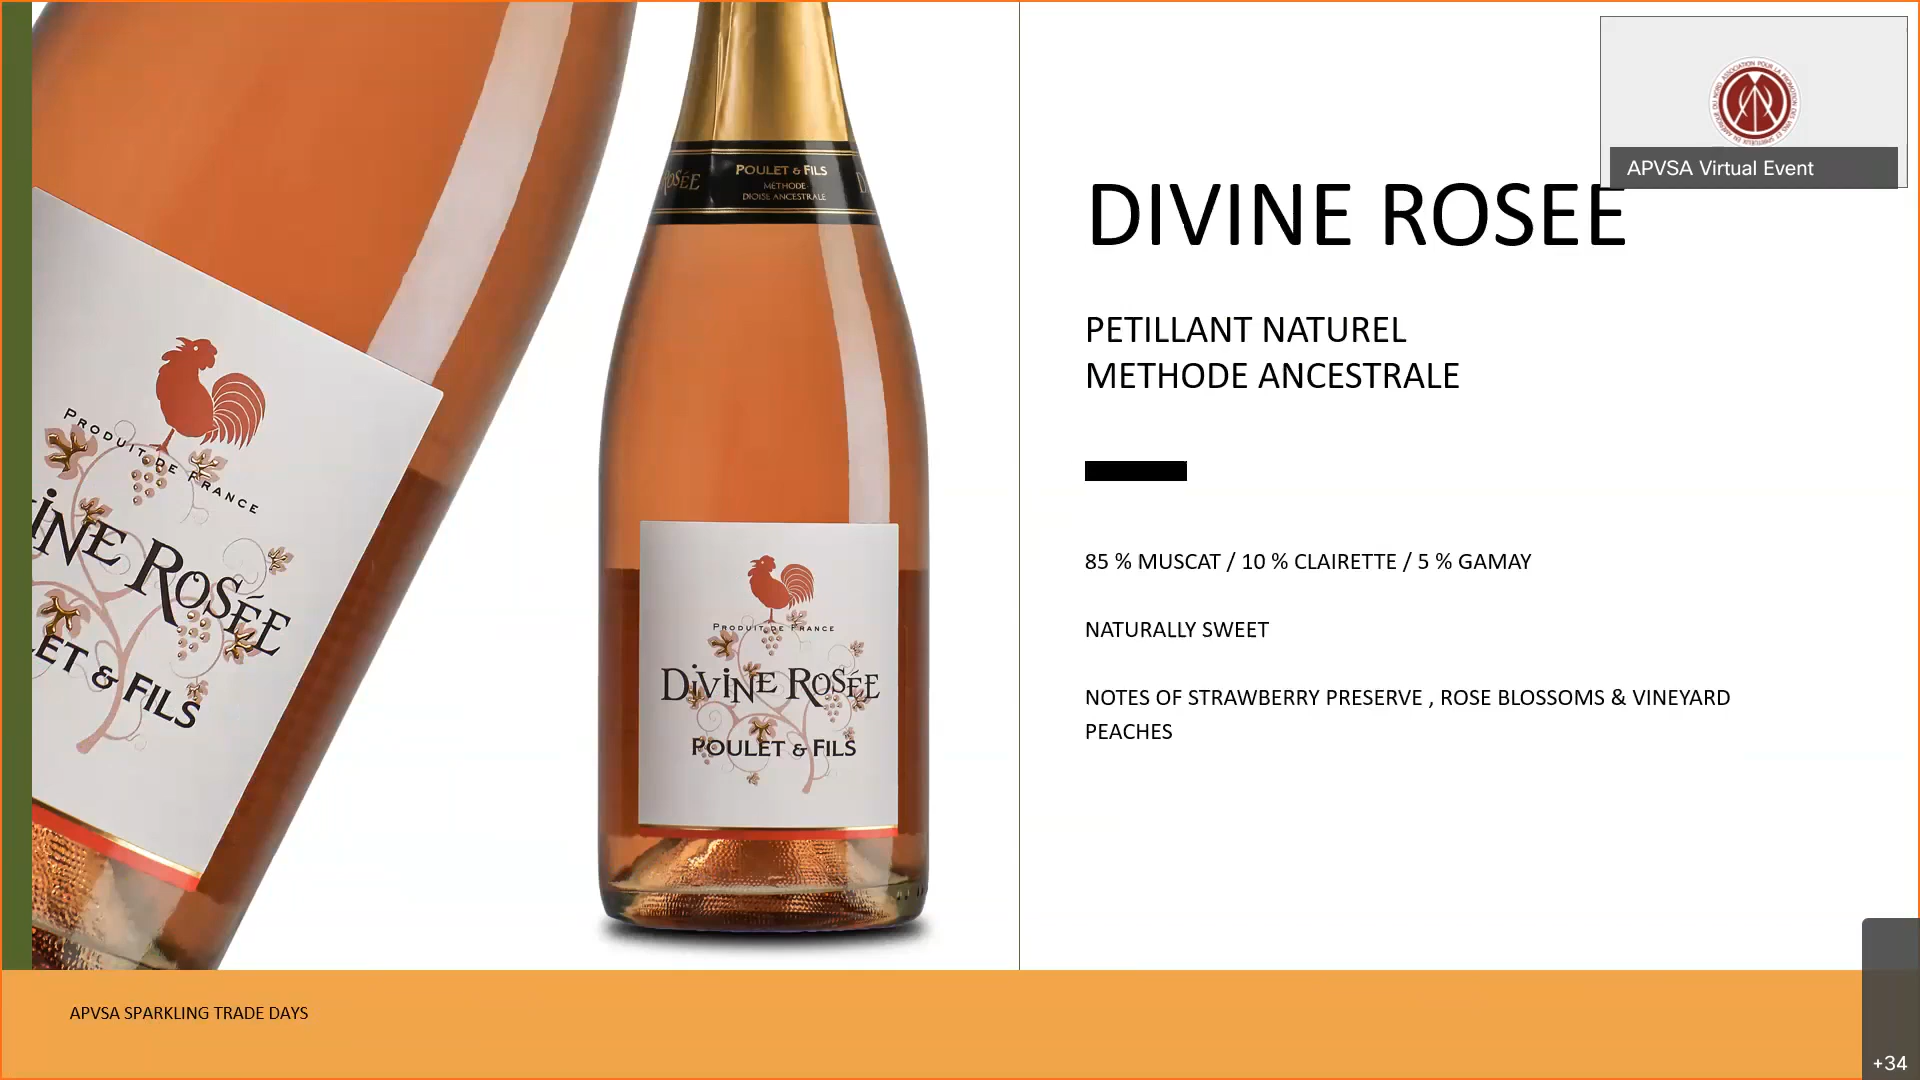 POULET & FILS
MÉTHODE
DIOISE ANCESTRALE
PRODUIT DE FRANCE
ROSÉE
ET & FILS
PRODUIT DE FRANCE
DIVINE ROSÉE
POULET & FILS
APVSA Virtual Event
DIVINE ROSEE
PETILLANT NATUREL
METHODE ANCESTRALE
85 % MUSCAT / 10 % CLAIRETTE / 5 % GAMAY
NATURALLY SWEET
NOTES OF STRAWBERRY PRESERVE , ROSE BLOSSOMS & VINEYARD
PEACHES
APVSA SPARKLING TRADE DAYS
+34